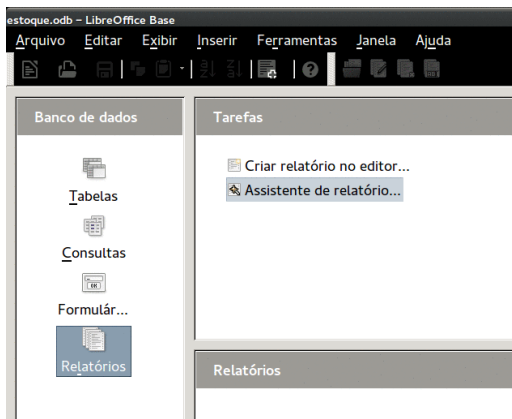 estoque.odb – LibreOffice Base
Arquivo Editar Exibir Inserir Ferramentas Janela Ajuda
Banco de dados
Tarefas
Criar relatório no editor...
Assistente de relatório...
Tabelas
Consultas
Formulár...
Relatórios
Relatórios